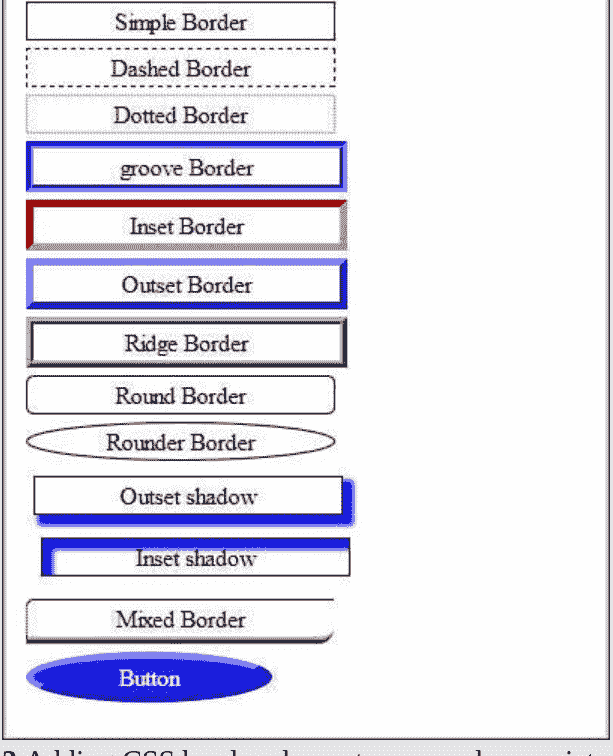 Simple Border
Dashed Border
Dotted Border
groove Border
Inset Border
Outset Border
Ridge Border
Round Border
Rounder Border
Outset shadow
Inset shadow
Mixed Border
Button